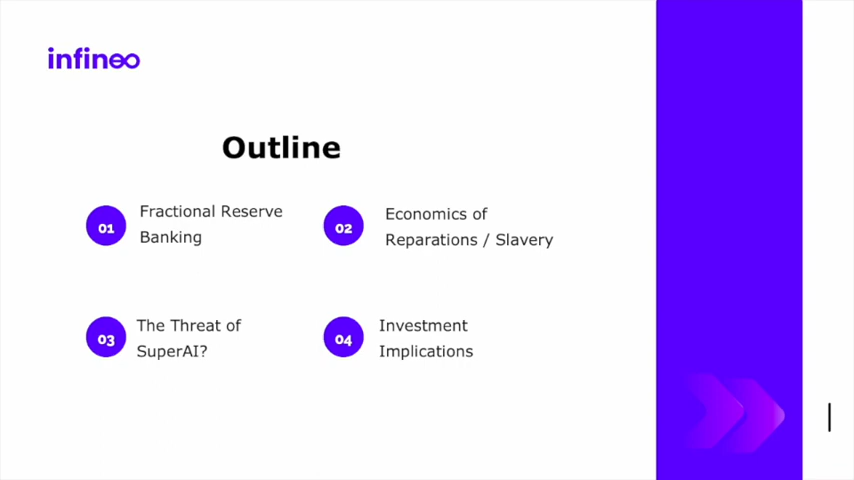 infineo
Outline
01
Fractional Reserve
Banking
02
Economics of
Reparations / Slavery
03
The Threat of
SuperAI?
04
Investment
Implications